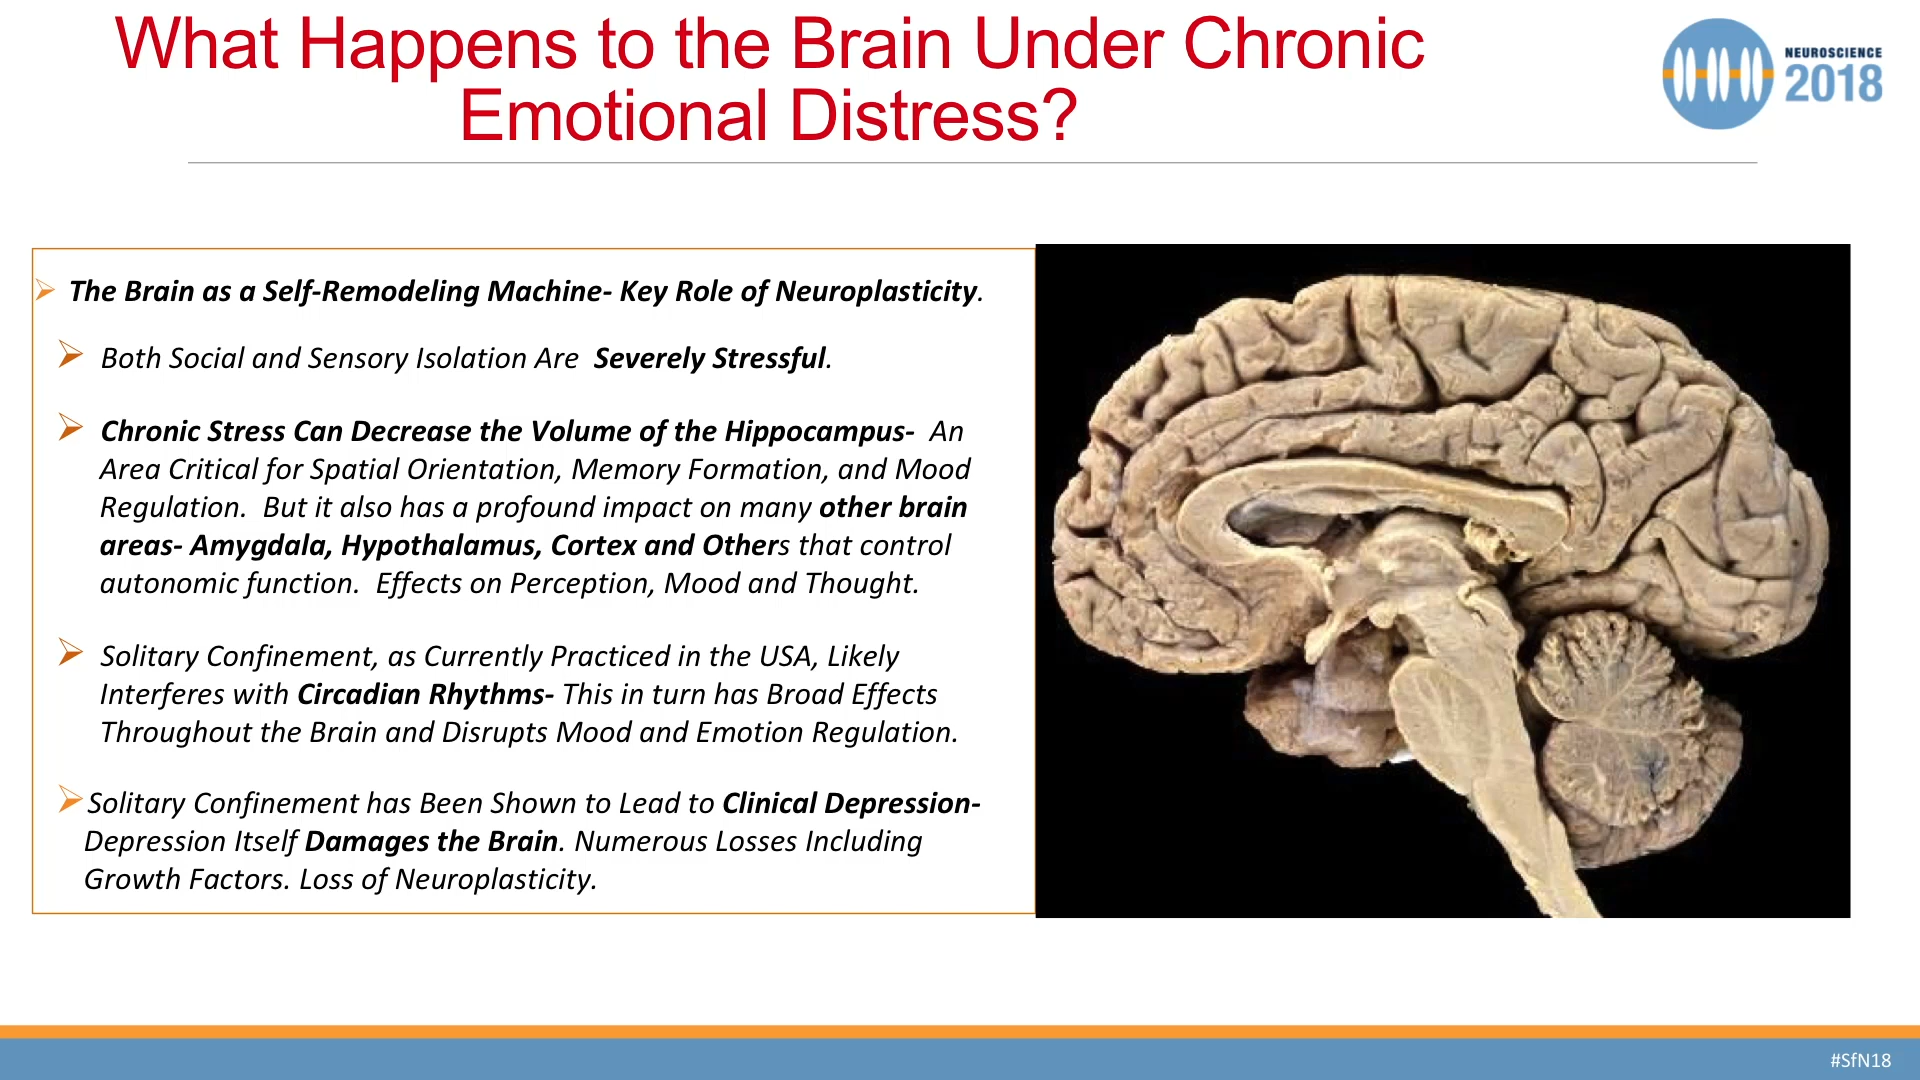 What Happens to the Brain Under Chronic
Emotional Distress?
NEUROSCIENCE
2018
The Brain as a Self-Remodeling Machine- Key Role of Neuroplasticity.
Both Social and Sensory Isolation Are Severely Stressful.
Chronic Stress Can Decrease the Volume of the Hippocampus- An
Area Critical for Spatial Orientation, Memory Formation, and Mood
Regulation. But it also has a profound impact on many other brain
areas- Amygdala, Hypothalamus, Cortex and Others that control
autonomic function. Effects on Perception, Mood and Thought.
Solitary Confinement, as Currently Practiced in the USA, Likely
Interferes with Circadian Rhythms- This in turn has Broad Effects
Throughout the Brain and Disrupts Mood and Emotion Regulation.
Solitary Confinement has Been Shown to Lead to Clinical Depression-
Depression Itself Damages the Brain. Numerous Losses Including
Growth Factors. Loss of Neuroplasticity.
#SfN18